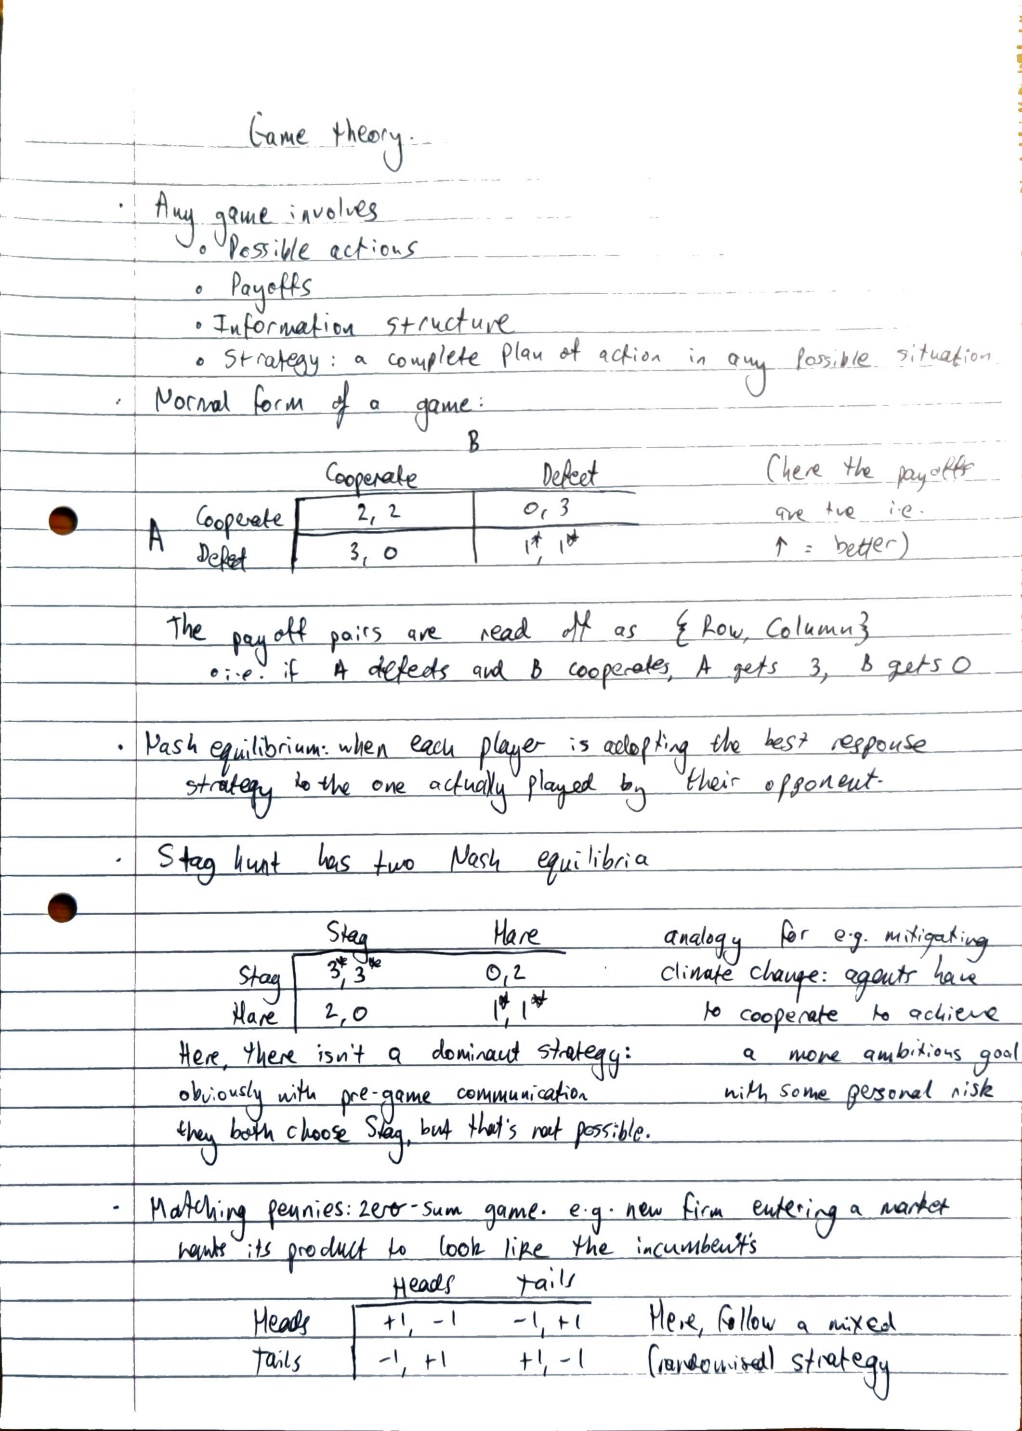 Game theory.
· Any game involves
∘ Possible actions
∘ Payoffs
∘ Information structure
∘ Strategy: a complete plan of action in any possible situation
· Normal form of a game:
B
Cooperate Defect (here the payoffs
Cooperate 2, 2 0, 3 are +ve i.e.
A
Defect 3, 0 1*, 1* ↑ = better)
The payoff pairs are read off as {Row, Column}
∘ i.e. if A defects and B cooperates, A gets 3, B gets 0
· Nash equilibrium: when each player is adopting the best response
strategy to the one actually played by their opponent.
· Stag hunt has two Nash equilibria
Stag Hare analogy for e.g. mitigating
Stag 3*, 3* 0, 2 climate change: agents have
Hare 2, 0 1*, 1* to cooperate to achieve
Here, there isn't a dominant strategy: a more ambitious goal
obviously with pre-game communication with some personal risk
they both choose Stag, but that's not possible.
· Matching pennies: zero-sum game. e.g. new firm entering a market
wants its product to look like the incumbent's
Heads Tails
Heads +1, -1 -1, +1 Here, follow a mixed
Tails -1, +1 +1, -1 (randomised) strategy